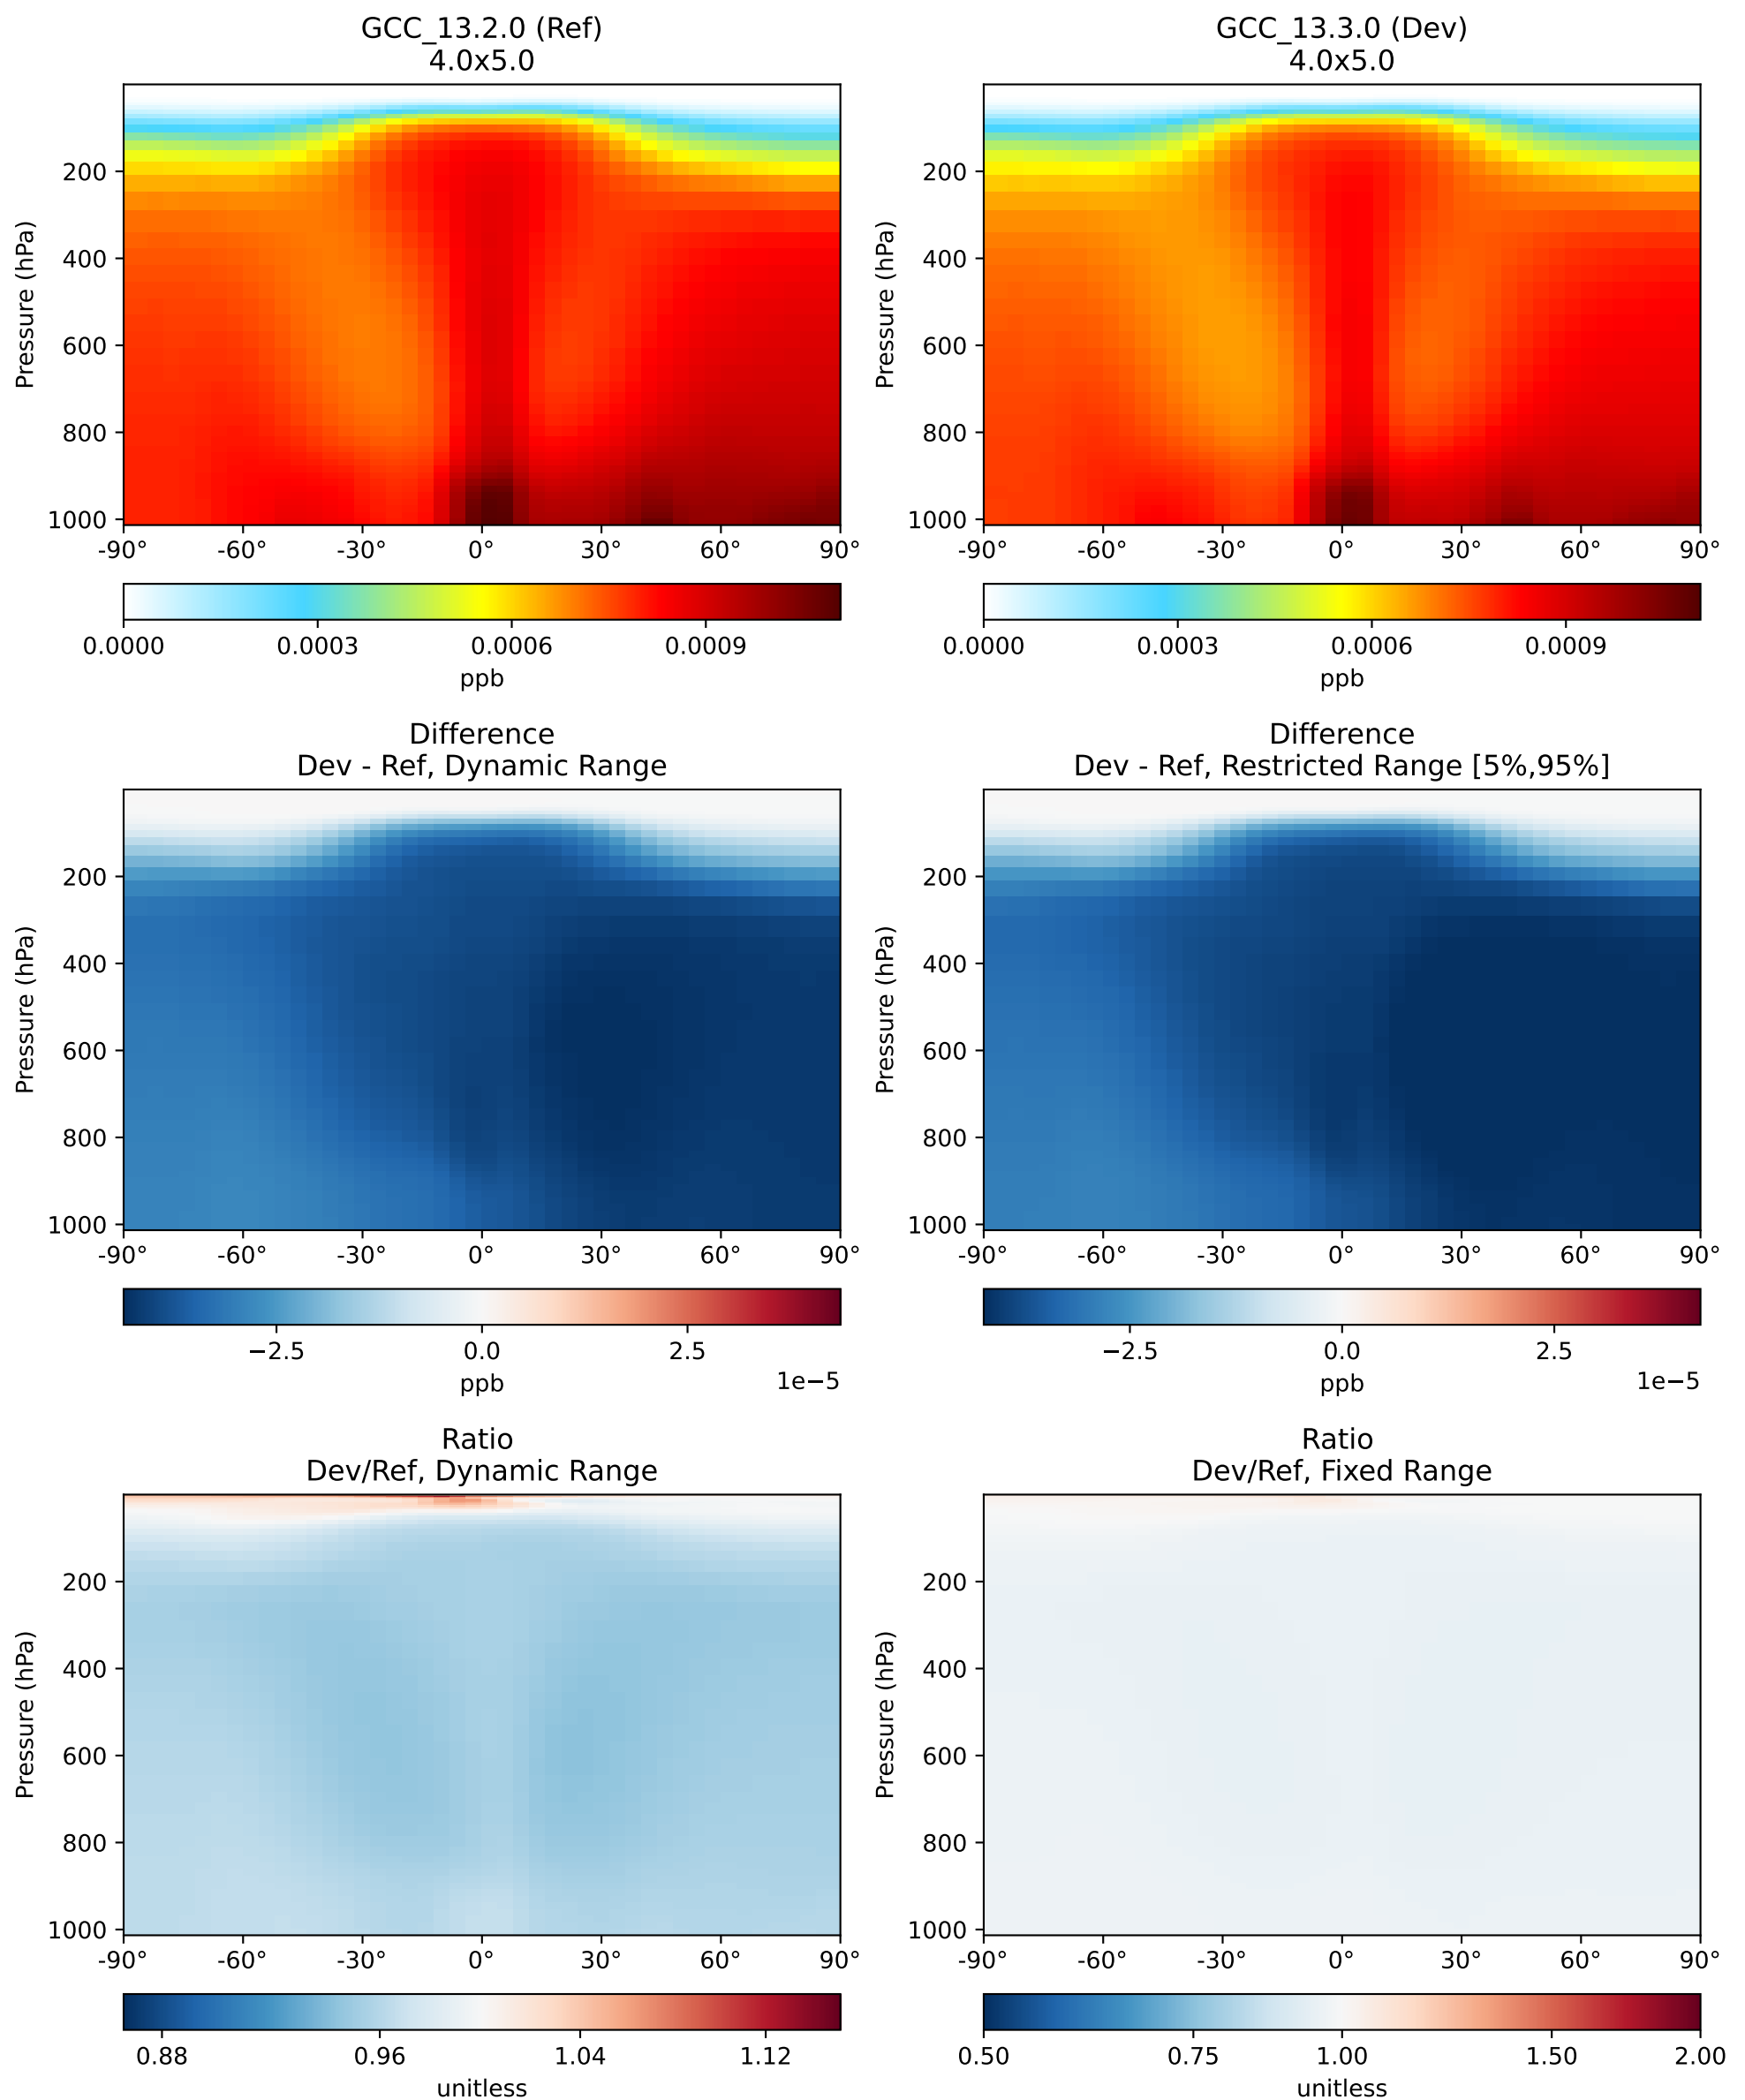 GCC_13.2.0 (Ref)
4.0x5.0
Pressure (hPa)
200
400
600
800
1000
-90° -60° -30° 0° 30° 60° 90°
0.0000 0.0003 0.0006 0.0009
ppb
GCC_13.3.0 (Dev)
4.0x5.0
Pressure (hPa)
200
400
600
800
1000
-90° -60° -30° 0° 30° 60° 90°
0.0000 0.0003 0.0006 0.0009
ppb
Difference
Dev - Ref, Dynamic Range
Pressure (hPa)
200
400
600
800
1000
-90° -60° -30° 0° 30° 60° 90°
−2.5 0.0 2.5
ppb 1e−5
Difference
Dev - Ref, Restricted Range [5%,95%]
Pressure (hPa)
200
400
600
800
1000
-90° -60° -30° 0° 30° 60° 90°
−2.5 0.0 2.5
ppb 1e−5
Ratio
Dev/Ref, Dynamic Range
Pressure (hPa)
200
400
600
800
1000
-90° -60° -30° 0° 30° 60° 90°
0.88 0.96 1.04 1.12
unitless
Ratio
Dev/Ref, Fixed Range
Pressure (hPa)
200
400
600
800
1000
-90° -60° -30° 0° 30° 60° 90°
0.50 0.75 1.00 1.50 2.00
unitless